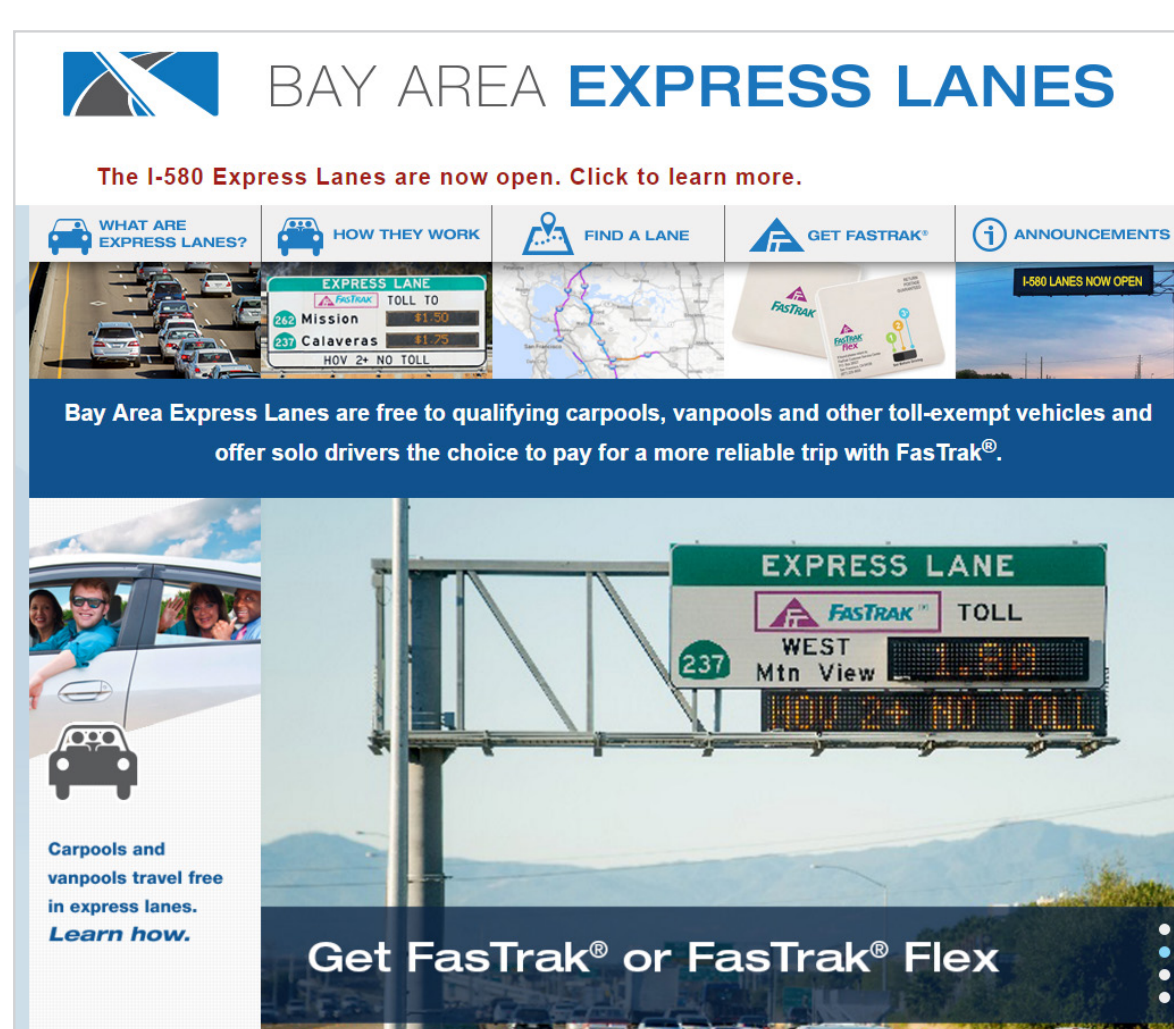 BAY AREA EXPRESS LANES
The I-580 Express Lanes are now open. Click to learn more.
WHAT ARE
EXPRESS LANES?
HOW THEY WORK
FIND A LANE
GET FASTRAK®
ANNOUNCEMENTS
EXPRESS LANE
FASTRAK TOLL TO
262 Mission $1.50
237 Calaveras $1.75
HOV 2+ NO TOLL
FASTRAK
FASTRAK
flex
I-580 LANES NOW OPEN
Bay Area Express Lanes are free to qualifying carpools, vanpools and other toll-exempt vehicles and
offer solo drivers the choice to pay for a more reliable trip with FasTrak®.
EXPRESS LANE
FASTRAK ® TOLL
WEST
237 Mtn View 1.80
HOV 2+ NO TOLL
Carpools and
vanpools travel free
in express lanes.
Learn how.
Get FasTrak® or FasTrak® Flex